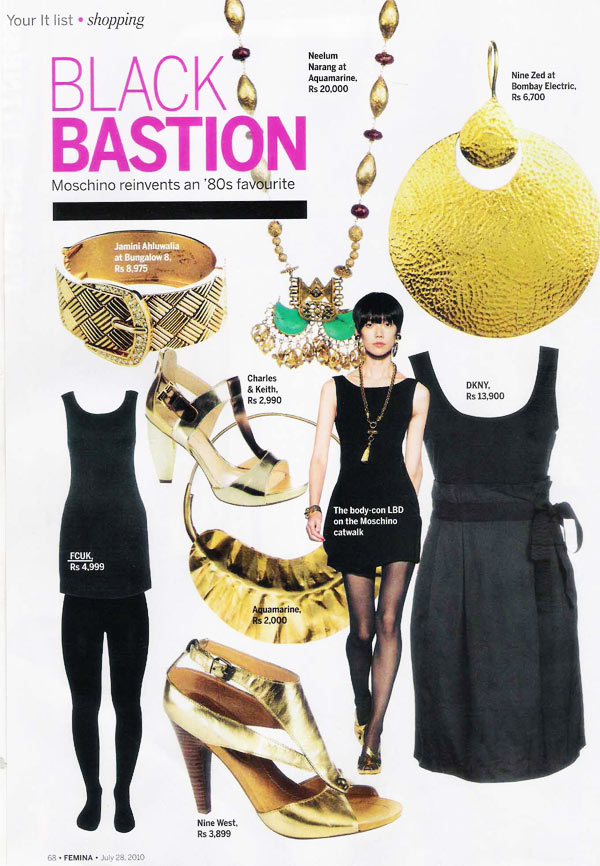 Your It list • shopping
BLACK
BASTION
Moschino reinvents an '80s favourite
Neelum
Narang at
Aquamarine,
Rs 20,000
Nine Zed at
Bombay Electric,
Rs 6,700
Jamini Ahluwalia
at Bungalow 8,
Rs 8,975
Charles
& Keith,
Rs 2,990
DKNY,
Rs 13,900
The body-con LBD
on the Moschino
catwalk
FCUK,
Rs 4,999
Aquamarine,
Rs 2,000
Nine West,
Rs 3,899
68 • FEMINA • July 28, 2010